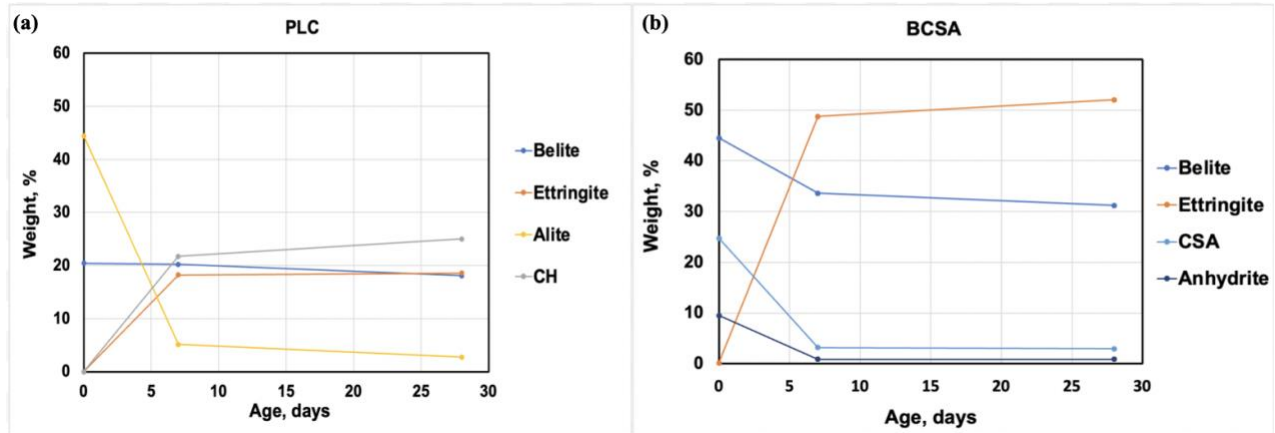 (a)
PLC
60
50
40
30
20
10
0
Weight, %
0 5 10 15 20 25 30
Age, days
Belite
Ettringite
Alite
CH
(b)
BCSA
60
50
40
30
20
10
0
Weight, %
0 5 10 15 20 25 30
Age, days
Belite
Ettringite
CSA
Anhydrite